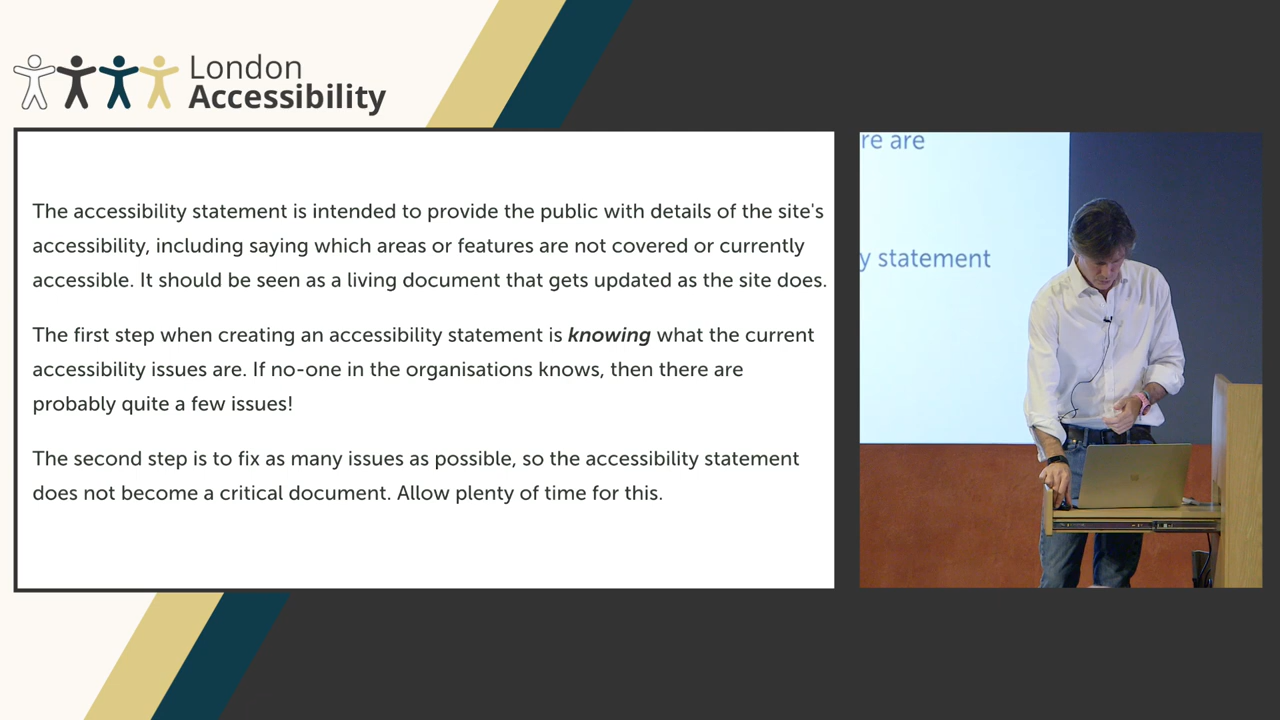 London
Accessibility
The accessibility statement is intended to provide the public with details of the site's
accessibility, including saying which areas or features are not covered or currently
accessible. It should be seen as a living document that gets updated as the site does.
The first step when creating an accessibility statement is knowing what the current
accessibility issues are. If no-one in the organisations knows, then there are
probably quite a few issues!
The second step is to fix as many issues as possible, so the accessibility statement
does not become a critical document. Allow plenty of time for this.
re are
y statement